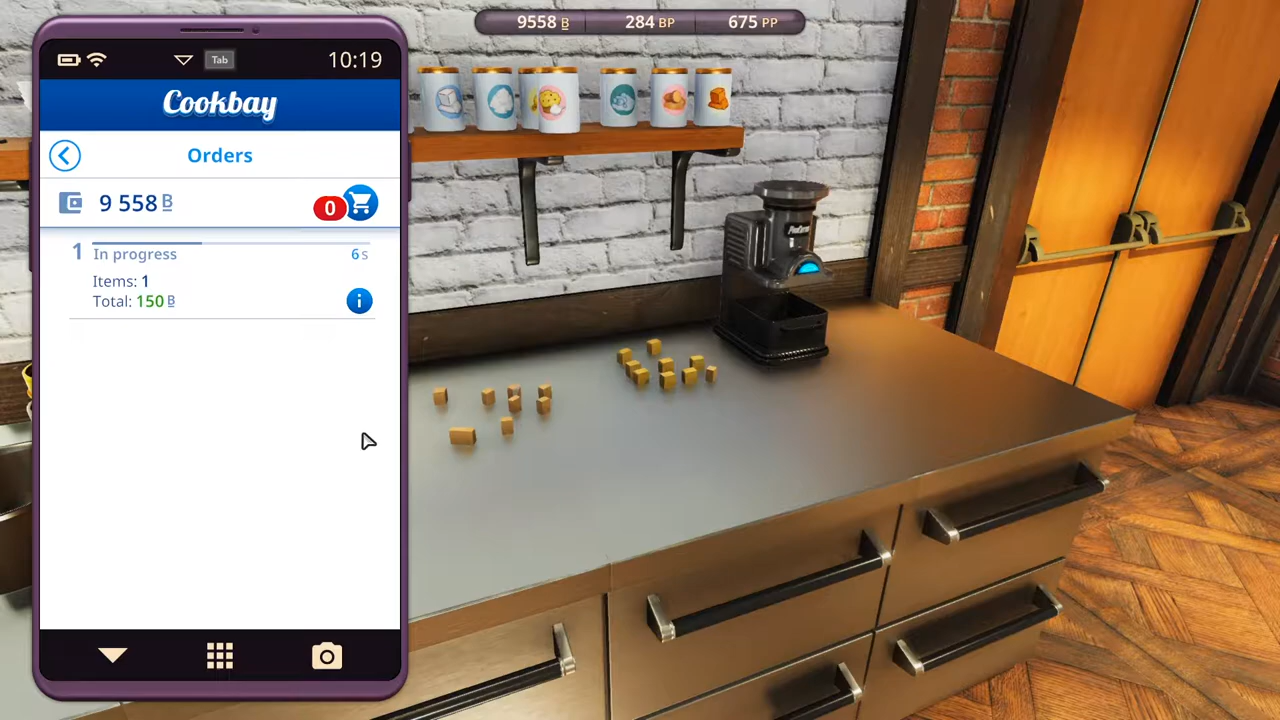 9558 B 284 BP 675 PP
Tab 10:19
Cookbay
Orders
9 558 B
0
1 In progress 6 s
Items: 1
Total: 150 B
i